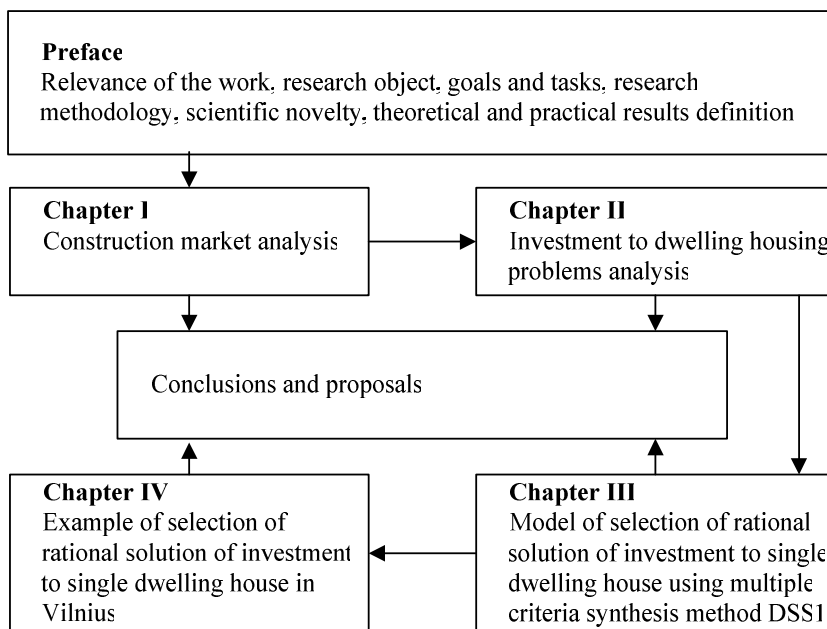 Preface
Relevance of the work, research object, goals and tasks, research
methodology, scientific novelty, theoretical and practical results definition
Chapter I
Construction market analysis
Chapter II
Investment to dwelling housing
problems analysis
Conclusions and proposals
Chapter IV
Example of selection of
rational solution of investment
to single dwelling house in
Vilnius
Chapter III
Model of selection of rational
solution of investment to single
dwelling house using multiple
criteria synthesis method DSS1